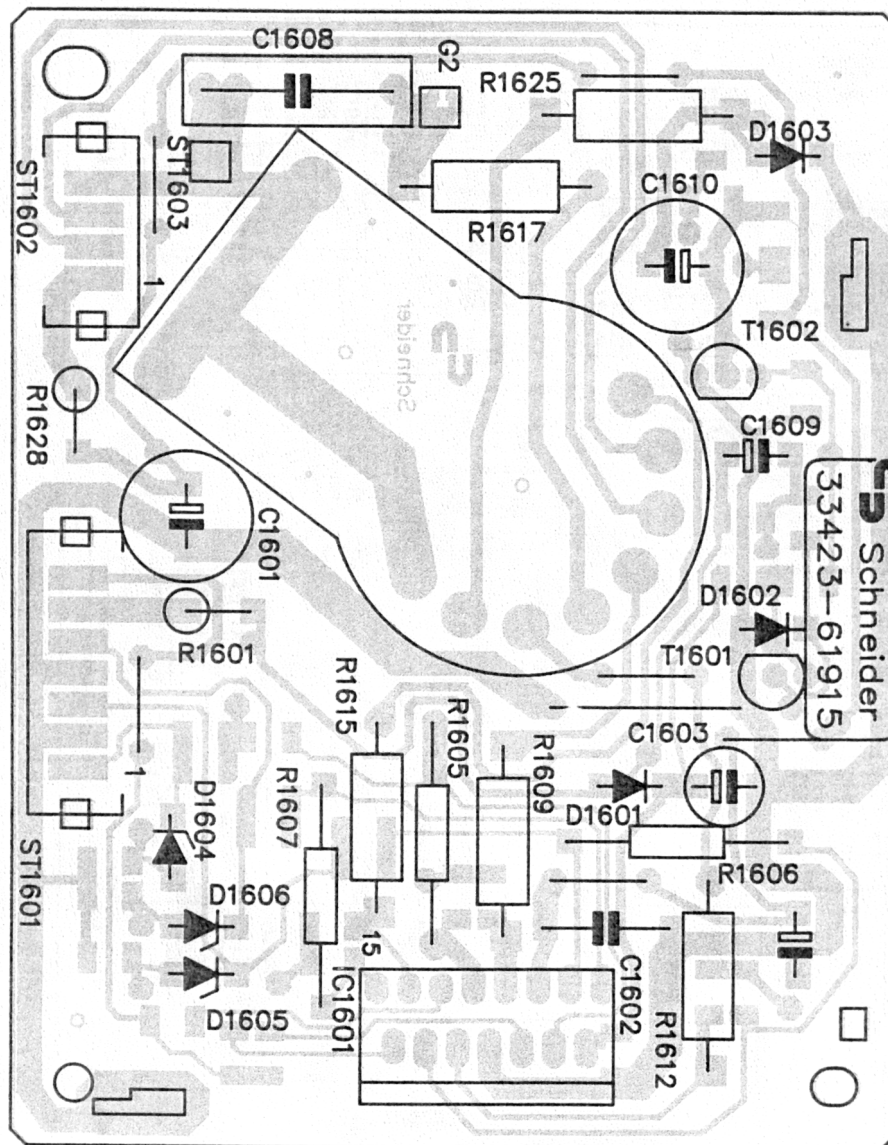 C1608
G2
R1625
D1603
ST1602
ST1603
C1610
R1617
1
T1602
Schneider
R1628
C1609
C1601
Schneider
33423-61915
D1602
R1601
T1601
R1615
R1605
C1603
R1609
1
D1604
R1607
D1601
ST1601
R1606
D1606
15
IC1601
C1602
D1605
R1612